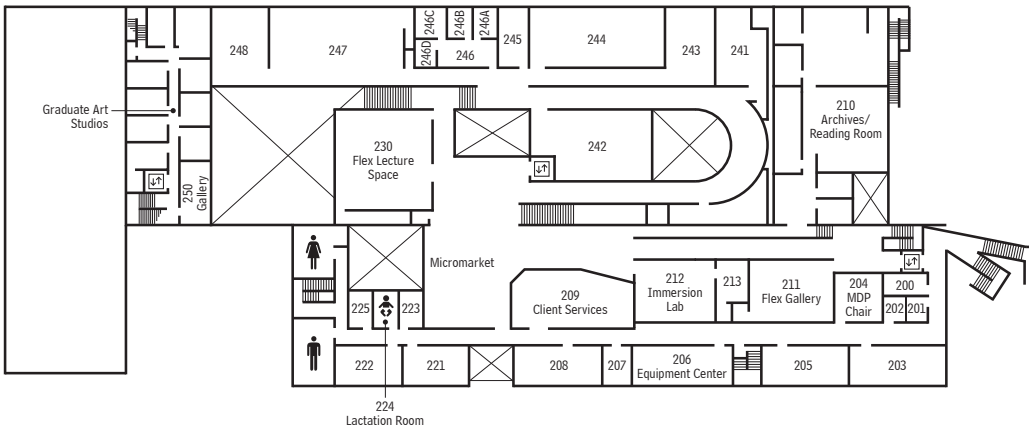 248
247
246C
246B
246A
246D
246
245
244
243
241
Graduate Art
Studios
210
Archives/
Reading Room
230
Flex Lecture
Space
242
250
Gallery
Micromarket
212
Immersion
Lab
213
211
Flex Gallery
204
MDP
Chair
200
202
201
225
223
209
Client Services
222
221
208
207
206
Equipment Center
205
203
224
Lactation Room